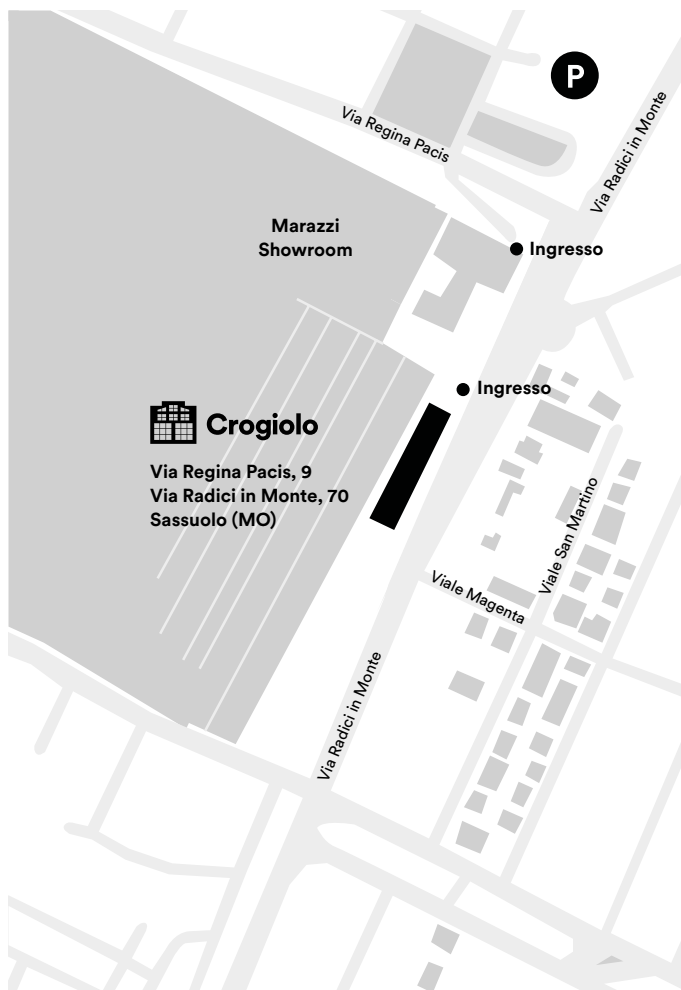 P
Via Radici in Monte
Via Regina Pacis
Marazzi
Showroom
Ingresso
Ingresso
Crogiolo
Via Regina Pacis, 9
Via Radici in Monte, 70
Sassuolo (MO)
Viale San Martino
Viale Magenta
Via Radici in Monte